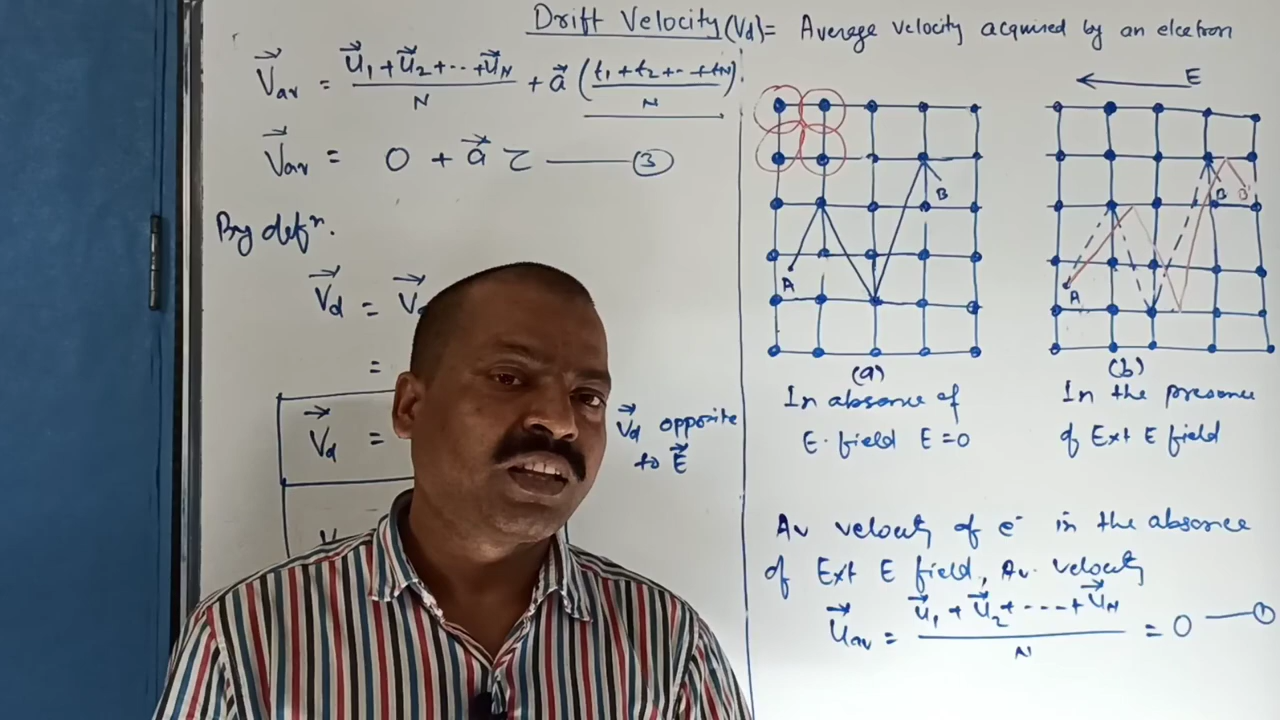 Drift Velocity (Vd) = Average velocity acquired by an electron
V⃗av = u⃗1 + u⃗2 + -- + u⃗N / N + a⃗ (t1 + t2 + -- + tN / N)
V⃗av = 0 + a⃗ τ — ③
By defn.
V⃗d = V⃗a
=
V⃗d =
V⃗d opposite
to E⃗
A
B
(a)
In absence of
E. field E = 0
E
A
B
B'
(b)
In the presence
of Ext E field
Av velocity of e- in the absence
of Ext E field, Av. velocity
u⃗av = u⃗1 + u⃗2 + --- + u⃗N / N = 0 — ①